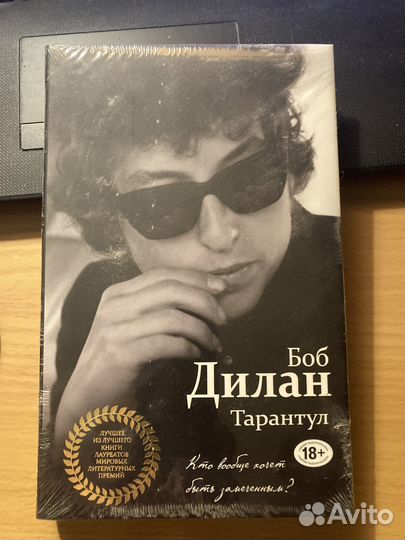 Боб
Дилан
Тарантул
ЛУЧШЕЕ
ИЗ ЛУЧШЕГО
КНИГИ
ЛАУРЕАТОВ
МИРОВЫХ
ЛИТЕРАТУРНЫХ
ПРЕМИЙ
18+
Кто вообще хочет
быть замеченным?
Avito